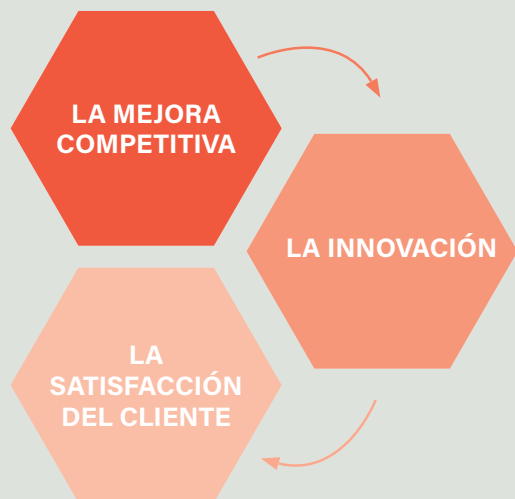 LA MEJORA
COMPETITIVA
LA INNOVACIÓN
LA
SATISFACCIÓN
DEL CLIENTE